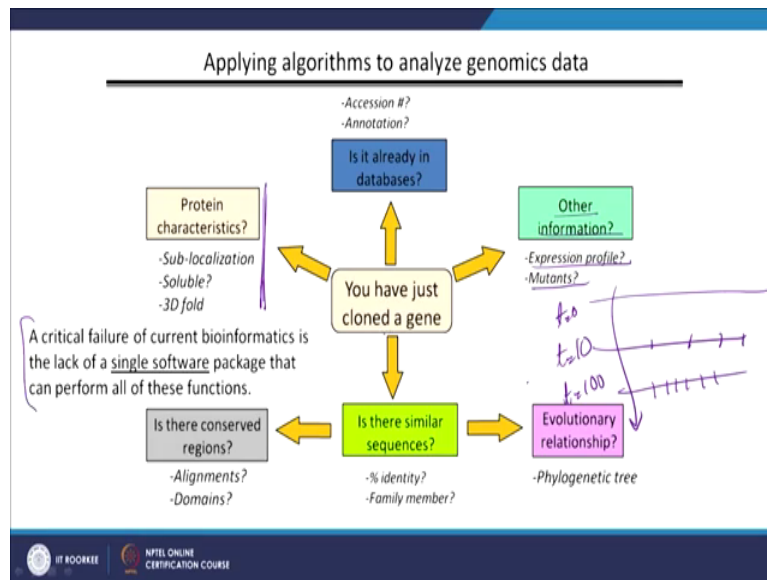 Applying algorithms to analyze genomics data
-Accession #?
-Annotation?
Is it already in
databases?
Protein
characteristics?
-Sub-localization
-Soluble?
-3D fold
Other
information?
-Expression profile?
-Mutants?
You have just
cloned a gene
t=0
t=10
t=100
A critical failure of current bioinformatics is
the lack of a single software package that
can perform all of these functions.
Is there conserved
regions?
-Alignments?
-Domains?
Is there similar
sequences?
-% identity?
-Family member?
Evolutionary
relationship?
-Phylogenetic tree
IIT ROORKEE
NPTEL ONLINE
CERTIFICATION COURSE